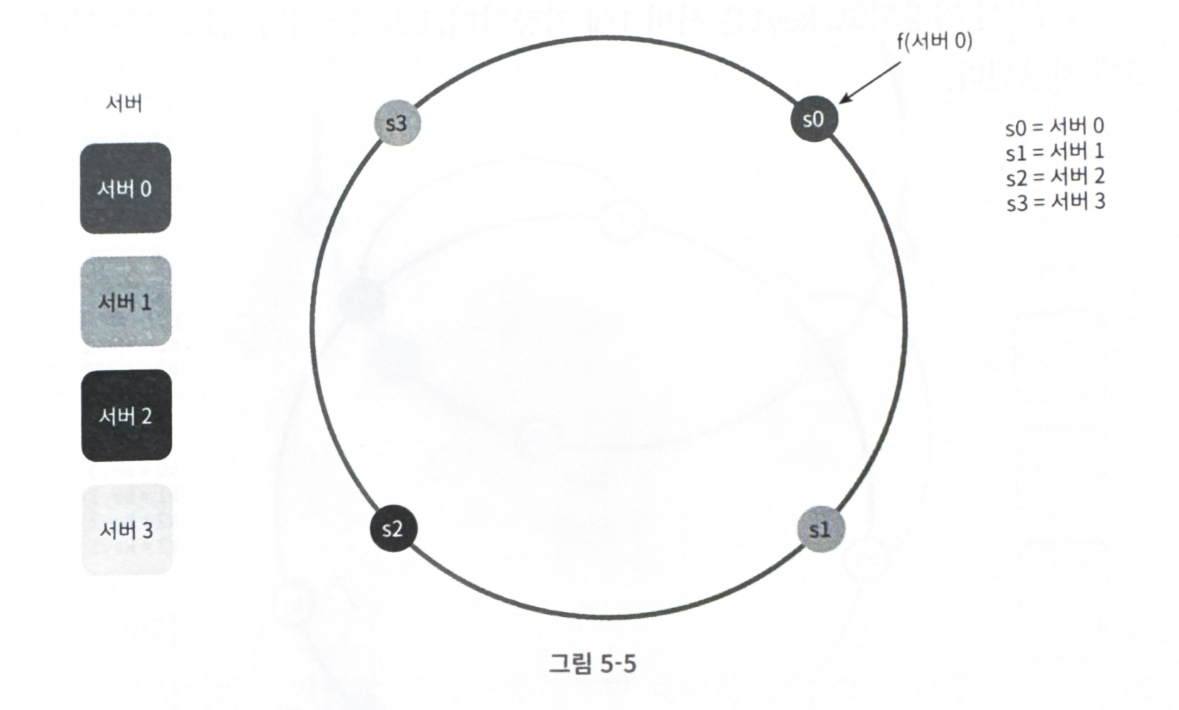 서버
서버 0
서버 1
서버 2
서버 3
s3
s0
s2
s1
f(서버 0)
s0 = 서버 0
s1 = 서버 1
s2 = 서버 2
s3 = 서버 3
그림 5-5